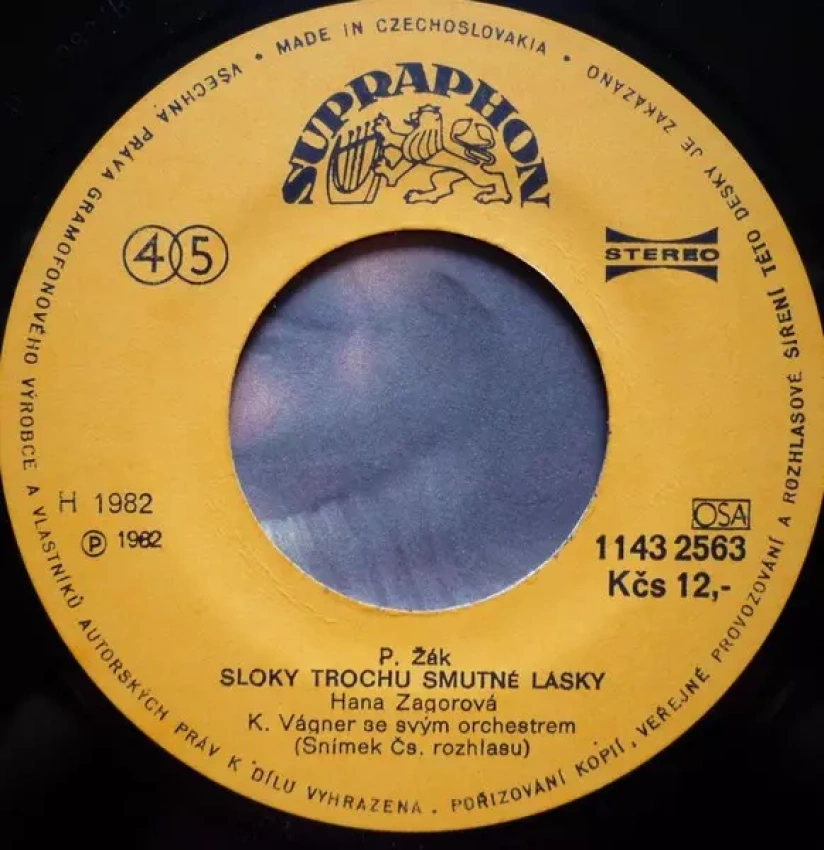 VŠECHNA PRÁVA GRAMOFONOVÉHO VÝROBCE A VLASTNÍKŮ AUTORSKÝCH PRÁV K DÍLU VYHRAZENA. POŘIZOVÁNÍ KOPIÍ, VEŘEJNÉ PROVOZOVÁNÍ A ROZHLASOVÉ ŠÍŘENÍ TÉTO DESKY JE ZAKÁZÁNO
• MADE IN CZECHOSLOVAKIA •
SUPRAPHON
45
STEREO
H 1982
Ⓟ 1982
OSA
1143 2563
Kčs 12,-
P. Žák
SLOKY TROCHU SMUTNÉ LÁSKY
Hana Zagorová
K. Vágner se svým orchestrem
(Snímek Čs. rozhlasu)